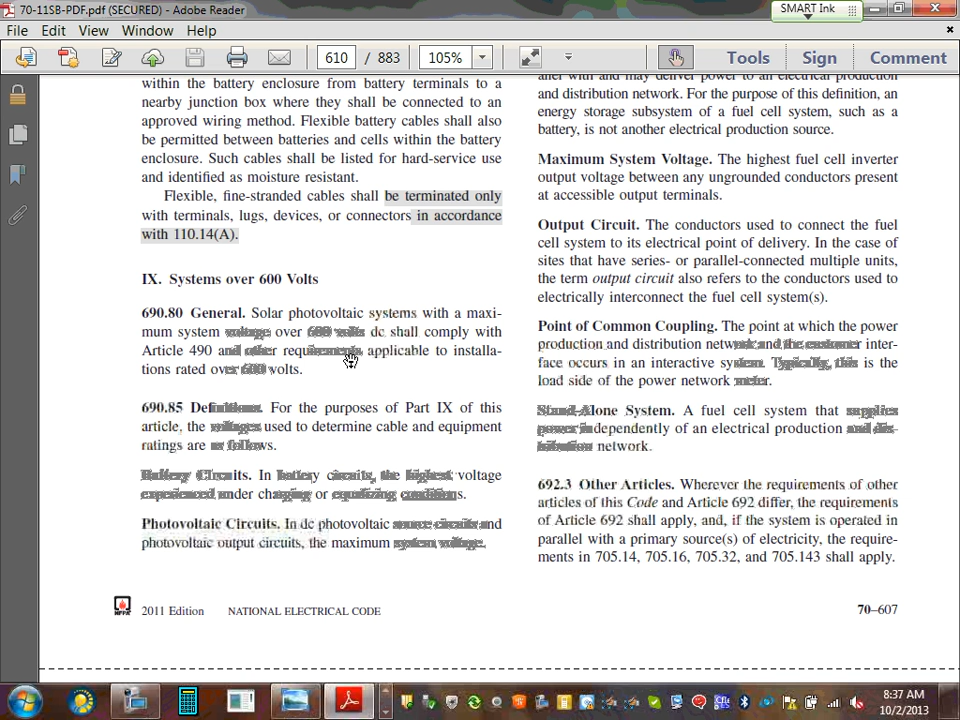 70-11SB-PDF.pdf (SECURED) - Adobe Reader
SMART Ink
File Edit View Window Help
610 / 883 105% Tools Sign Comment
within the battery enclosure from battery terminals to a
nearby junction box where they shall be connected to an
approved wiring method. Flexible battery cables shall also
be permitted between batteries and cells within the battery
enclosure. Such cables shall be listed for hard-service use
and identified as moisture resistant.
Flexible, fine-stranded cables shall be terminated only
with terminals, lugs, devices, or connectors in accordance
with 110.14(A).
IX. Systems over 600 Volts
690.80 General. Solar photovoltaic systems with a maxi-
mum system voltage over 600 volts dc shall comply with
Article 490 and other requirements applicable to installa-
tions rated over 600 volts.
690.85 Definitions. For the purposes of Part IX of this
article, the voltages used to determine cable and equipment
ratings are as follows.
Battery Circuits. In battery circuits, the highest voltage
experienced under charging or equalizing conditions.
Photovoltaic Circuits. In dc photovoltaic source circuits and
photovoltaic output circuits, the maximum system voltage.
allel with and may deliver power to an electrical production
and distribution network. For the purpose of this definition, an
energy storage subsystem of a fuel cell system, such as a
battery, is not another electrical production source.
Maximum System Voltage. The highest fuel cell inverter
output voltage between any ungrounded conductors present
at accessible output terminals.
Output Circuit. The conductors used to connect the fuel
cell system to its electrical point of delivery. In the case of
sites that have series- or parallel-connected multiple units,
the term output circuit also refers to the conductors used to
electrically interconnect the fuel cell system(s).
Point of Common Coupling. The point at which the power
production and distribution network and the customer inter-
face occurs in an interactive system. Typically, this is the
load side of the power network meter.
Stand-Alone System. A fuel cell system that supplies
power independently of an electrical production and dis-
tribution network.
692.3 Other Articles. Wherever the requirements of other
articles of this Code and Article 692 differ, the requirements
of Article 692 shall apply, and, if the system is operated in
parallel with a primary source(s) of electricity, the require-
ments in 705.14, 705.16, 705.32, and 705.143 shall apply.
NFPA
2011 Edition NATIONAL ELECTRICAL CODE
70–607
8:37 AM
10/2/2013